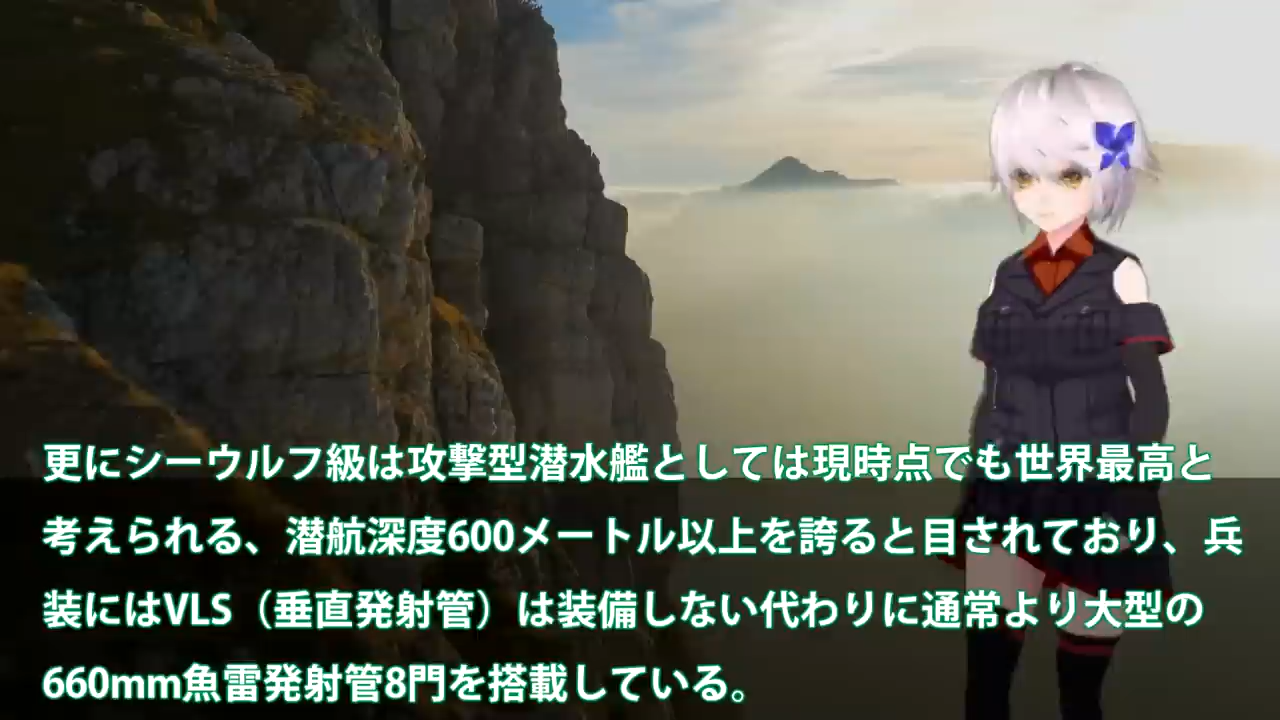 更にシーウルフ級は攻撃型潜水艦としては現時点でも世界最高と
考えられる、潜航深度600メートル以上を誇ると目されており、兵
装にはVLS（垂直発射管）は装備しない代わりに通常より大型の
660mm魚雷発射管8門を搭載している。